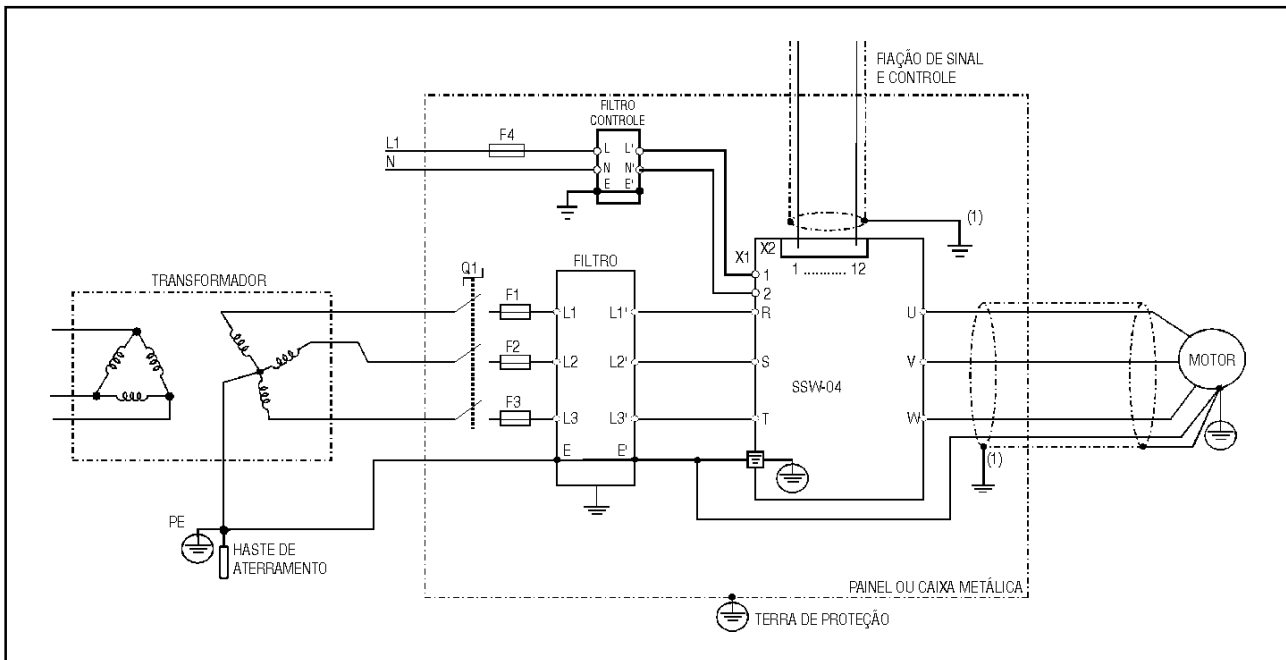 FIAÇÃO DE SINAL
E CONTROLE
FILTRO
CONTROLE
L1
F4
L L'
N
N N'
E E'
(1)
X1
X2
1 .......... 12
1
2
TRANSFORMADOR
Q1
FILTRO
F1
L1 L1'
R
U
F2
L2 L2'
S
V
MOTOR
SSW-04
F3
L3 L3'
T
W
E E'
(1)
PE
HASTE DE
ATERRAMENTO
PAINEL OU CAIXA METÁLICA
TERRA DE PROTEÇÃO